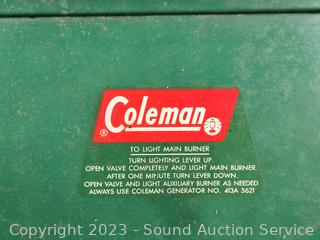 Coleman
®
TO LIGHT MAIN BURNER
TURN LIGHTING LEVER UP
OPEN VALVE COMPLETELY AND LIGHT MAIN BURNER
AFTER ONE MINUTE TURN LEVER DOWN.
OPEN VALVE AND LIGHT AUXILIARY BURNER AS NEEDED
ALWAYS USE COLEMAN GENERATOR NO. 413A 5621
Copyright 2023 - Sound Auction Service